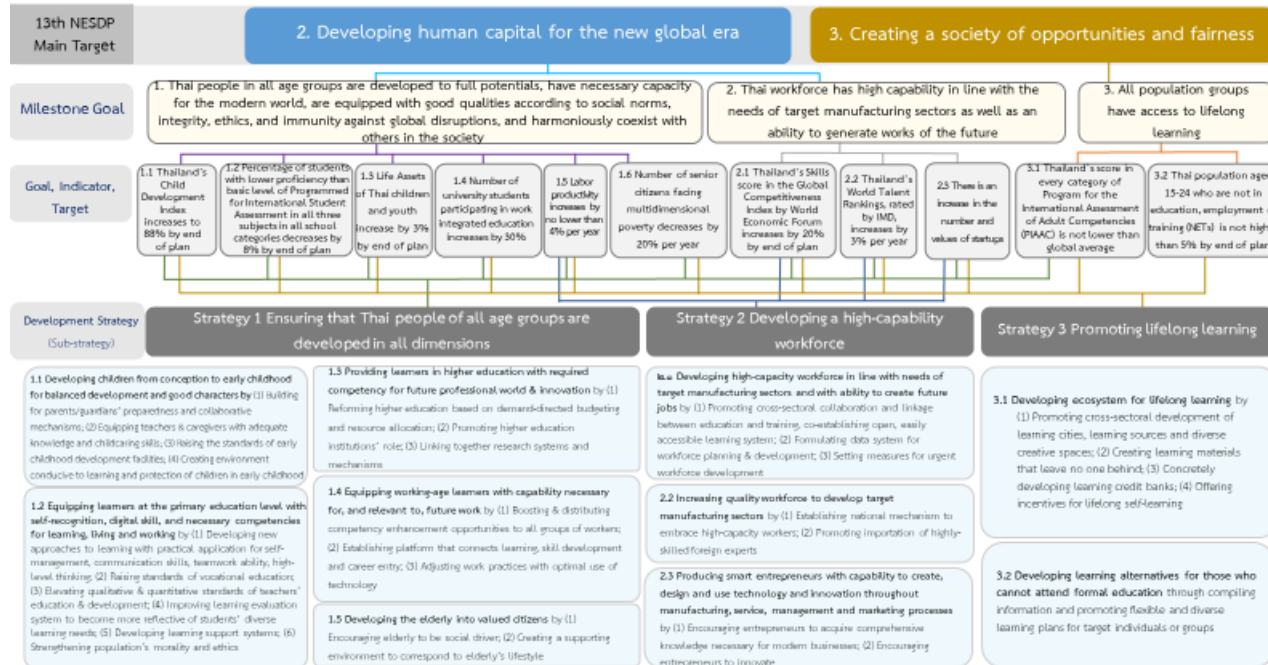 13th NESDP
Main Target
2. Developing human capital for the new global era
3. Creating a society of opportunities and fairness
Milestone Goal
1. Thai people in all age groups are developed to full potentials, have necessary capacity
for the modern world, are equipped with good qualities according to social norms,
integrity, ethics, and immunity against global disruptions, and harmoniously coexist with
others in the society
2. Thai workforce has high capability in line with the
needs of target manufacturing sectors as well as an
ability to generate works of the future
3. All population groups
have access to lifelong
learning
Goal, Indicator,
Target
1.1 Thailand's
Child
Development
Index
increases to
88% by end
of plan
1.2 Percentage of students
with lower proficiency than
basic level of Programmed
for International Student
Assessment in all three
subjects in all school
categories decreases by
8% by end of plan
1.3 Life Assets
of Thai children
and youth
increase by 3%
by end of plan
1.4 Number of
university students
participating in work
integrated education
increases by 30%
1.5 Labor
productivity
increases by
no lower than
4% per year
1.6 Number of senior
citizens facing
multidimensional
poverty decreases by
20% per year
2.1 Thailand's Skills
score in the Global
Competitiveness
Index by World
Economic Forum
increases by 20%
by end of plan
2.2 Thailand's
World Talent
Rankings, rated
by IMD,
increases by
3% per year
2.3 There is an
increase in the
number and
values of startups
3.1 Thailand's score in
every category of
Program for the
International Assessment
of Adult Competencies
(PIAAC) is not lower than
global average
3.2 Thai population aged
15-24 who are not in
education, employment
training (NETs) is not high
than 5% by end of plan
Development Strategy
(Sub-strategy)
Strategy 1 Ensuring that Thai people of all age groups are
developed in all dimensions
Strategy 2 Developing a high-capability
workforce
Strategy 3 Promoting lifelong learning
1.1 Developing children from conception to early childhood
for balanced development and good characters by (1) Building
for parents/guardians' preparedness and collaborative
mechanisms; (2) Equipping teachers & caregivers with adequate
knowledge and childcaring skills; (3) Raising the standards of early
childhood development facilities; (4) Creating environment
conducive to learning and protection of children in early childhood
1.2 Equipping learners at the primary education level with
self-recognition, digital skill, and necessary competencies
for learning, living and working by (1) Developing new
approaches to learning with practical application for self-
management, communication skills, teamwork ability, high-
level thinking; (2) Raising standards of vocational education;
(3) Elevating qualitative & quantitative standards of teachers'
education & development; (4) Improving learning evaluation
system to become more reflective of students' diverse
learning needs; (5) Developing learning support systems; (6)
Strengthening population's morality and ethics
1.3 Providing learners in higher education with required
competency for future professional world & innovation by (1)
Reforming higher education based on demand-directed budgeting
and resource allocation; (2) Promoting higher education
institutions' role; (3) Linking together research systems and
mechanisms
1.4 Equipping working-age learners with capability necessary
for, and relevant to, future work by (1) Boosting & distributing
competency enhancement opportunities to all groups of workers;
(2) Establishing platform that connects learning, skill development
and career entry; (3) Adjusting work practices with optimal use of
technology
1.5 Developing the elderly into valued citizens by (1)
Encouraging elderly to be social driver; (2) Creating a supporting
environment to correspond to elderly's lifestyle
Developing high-capacity workforce in line with needs of
target manufacturing sectors and with ability to create future
jobs by (1) Promoting cross-sectoral collaboration and linkage
between education and training, co-establishing open, easily
accessible learning system; (2) Formulating data system for
workforce planning & development; (3) Setting measures for urgent
workforce development
2.2 Increasing quality workforce to develop target
manufacturing sectors by (1) Establishing national mechanism to
embrace high-capacity workers; (2) Promoting importation of highly-
skilled foreign experts
2.3 Producing smart entrepreneurs with capability to create,
design and use technology and innovation throughout
manufacturing, service, management and marketing processes
by (1) Encouraging entrepreneurs to acquire comprehensive
knowledge necessary for modern businesses; (2) Encouraging
entrepreneurs to innovate
3.1 Developing ecosystem for lifelong learning by
(1) Promoting cross-sectoral development of
learning cities, learning sources and diverse
creative spaces; (2) Creating learning materials
that leave no one behind; (3) Concretely
developing learning credit banks; (4) Offering
incentives for lifelong self-learning
3.2 Developing learning alternatives for those who
cannot attend formal education through compiling
information and promoting flexible and diverse
learning plans for target individuals or groups